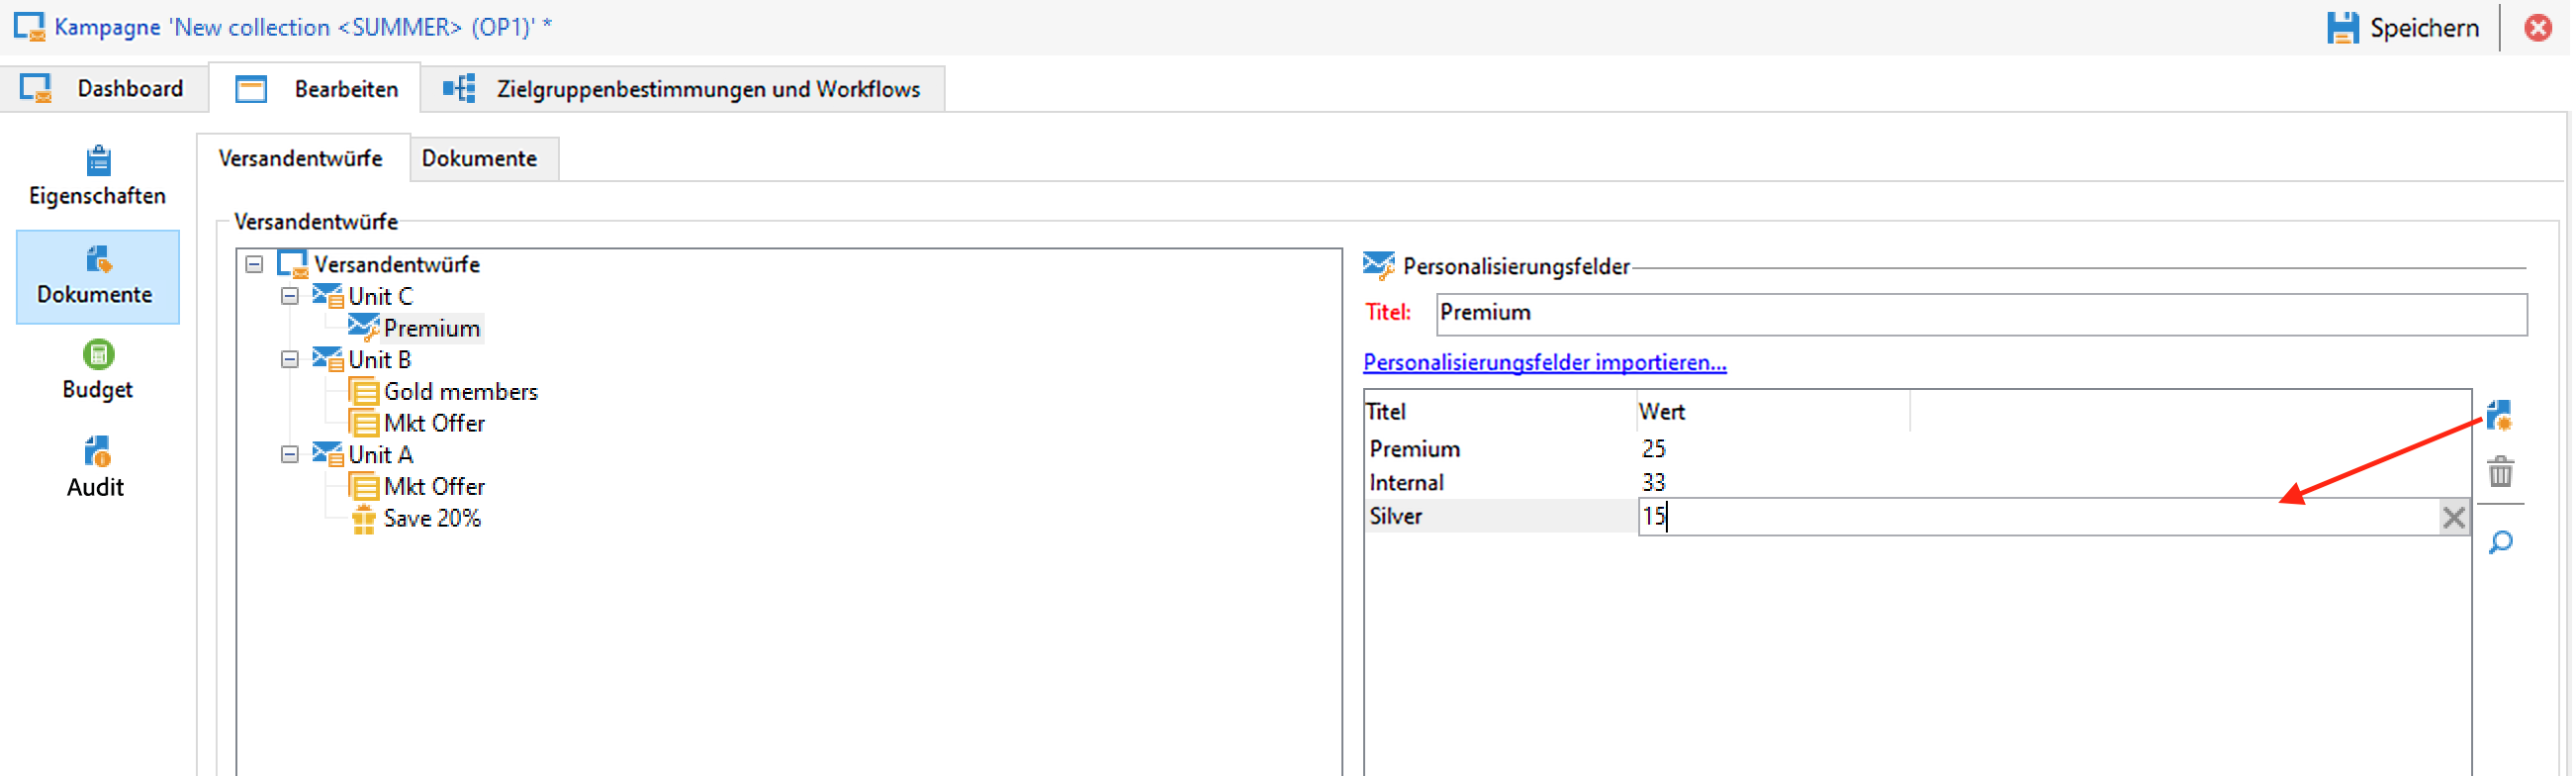 Kampagne 'New collection <SUMMER> (OP1)' *
Speichern
Dashboard
Bearbeiten
Zielgruppenbestimmungen und Workflows
Eigenschaften
Dokumente
Budget
Audit
Versandentwürfe
Dokumente
Versandentwürfe
Versandentwürfe
Unit C
Premium
Unit B
Gold members
Mkt Offer
Unit A
Mkt Offer
Save 20%
Personalisierungsfelder
Titel: Premium
Personalisierungsfelder importieren...
Titel Wert
Premium 25
Internal 33
Silver 15